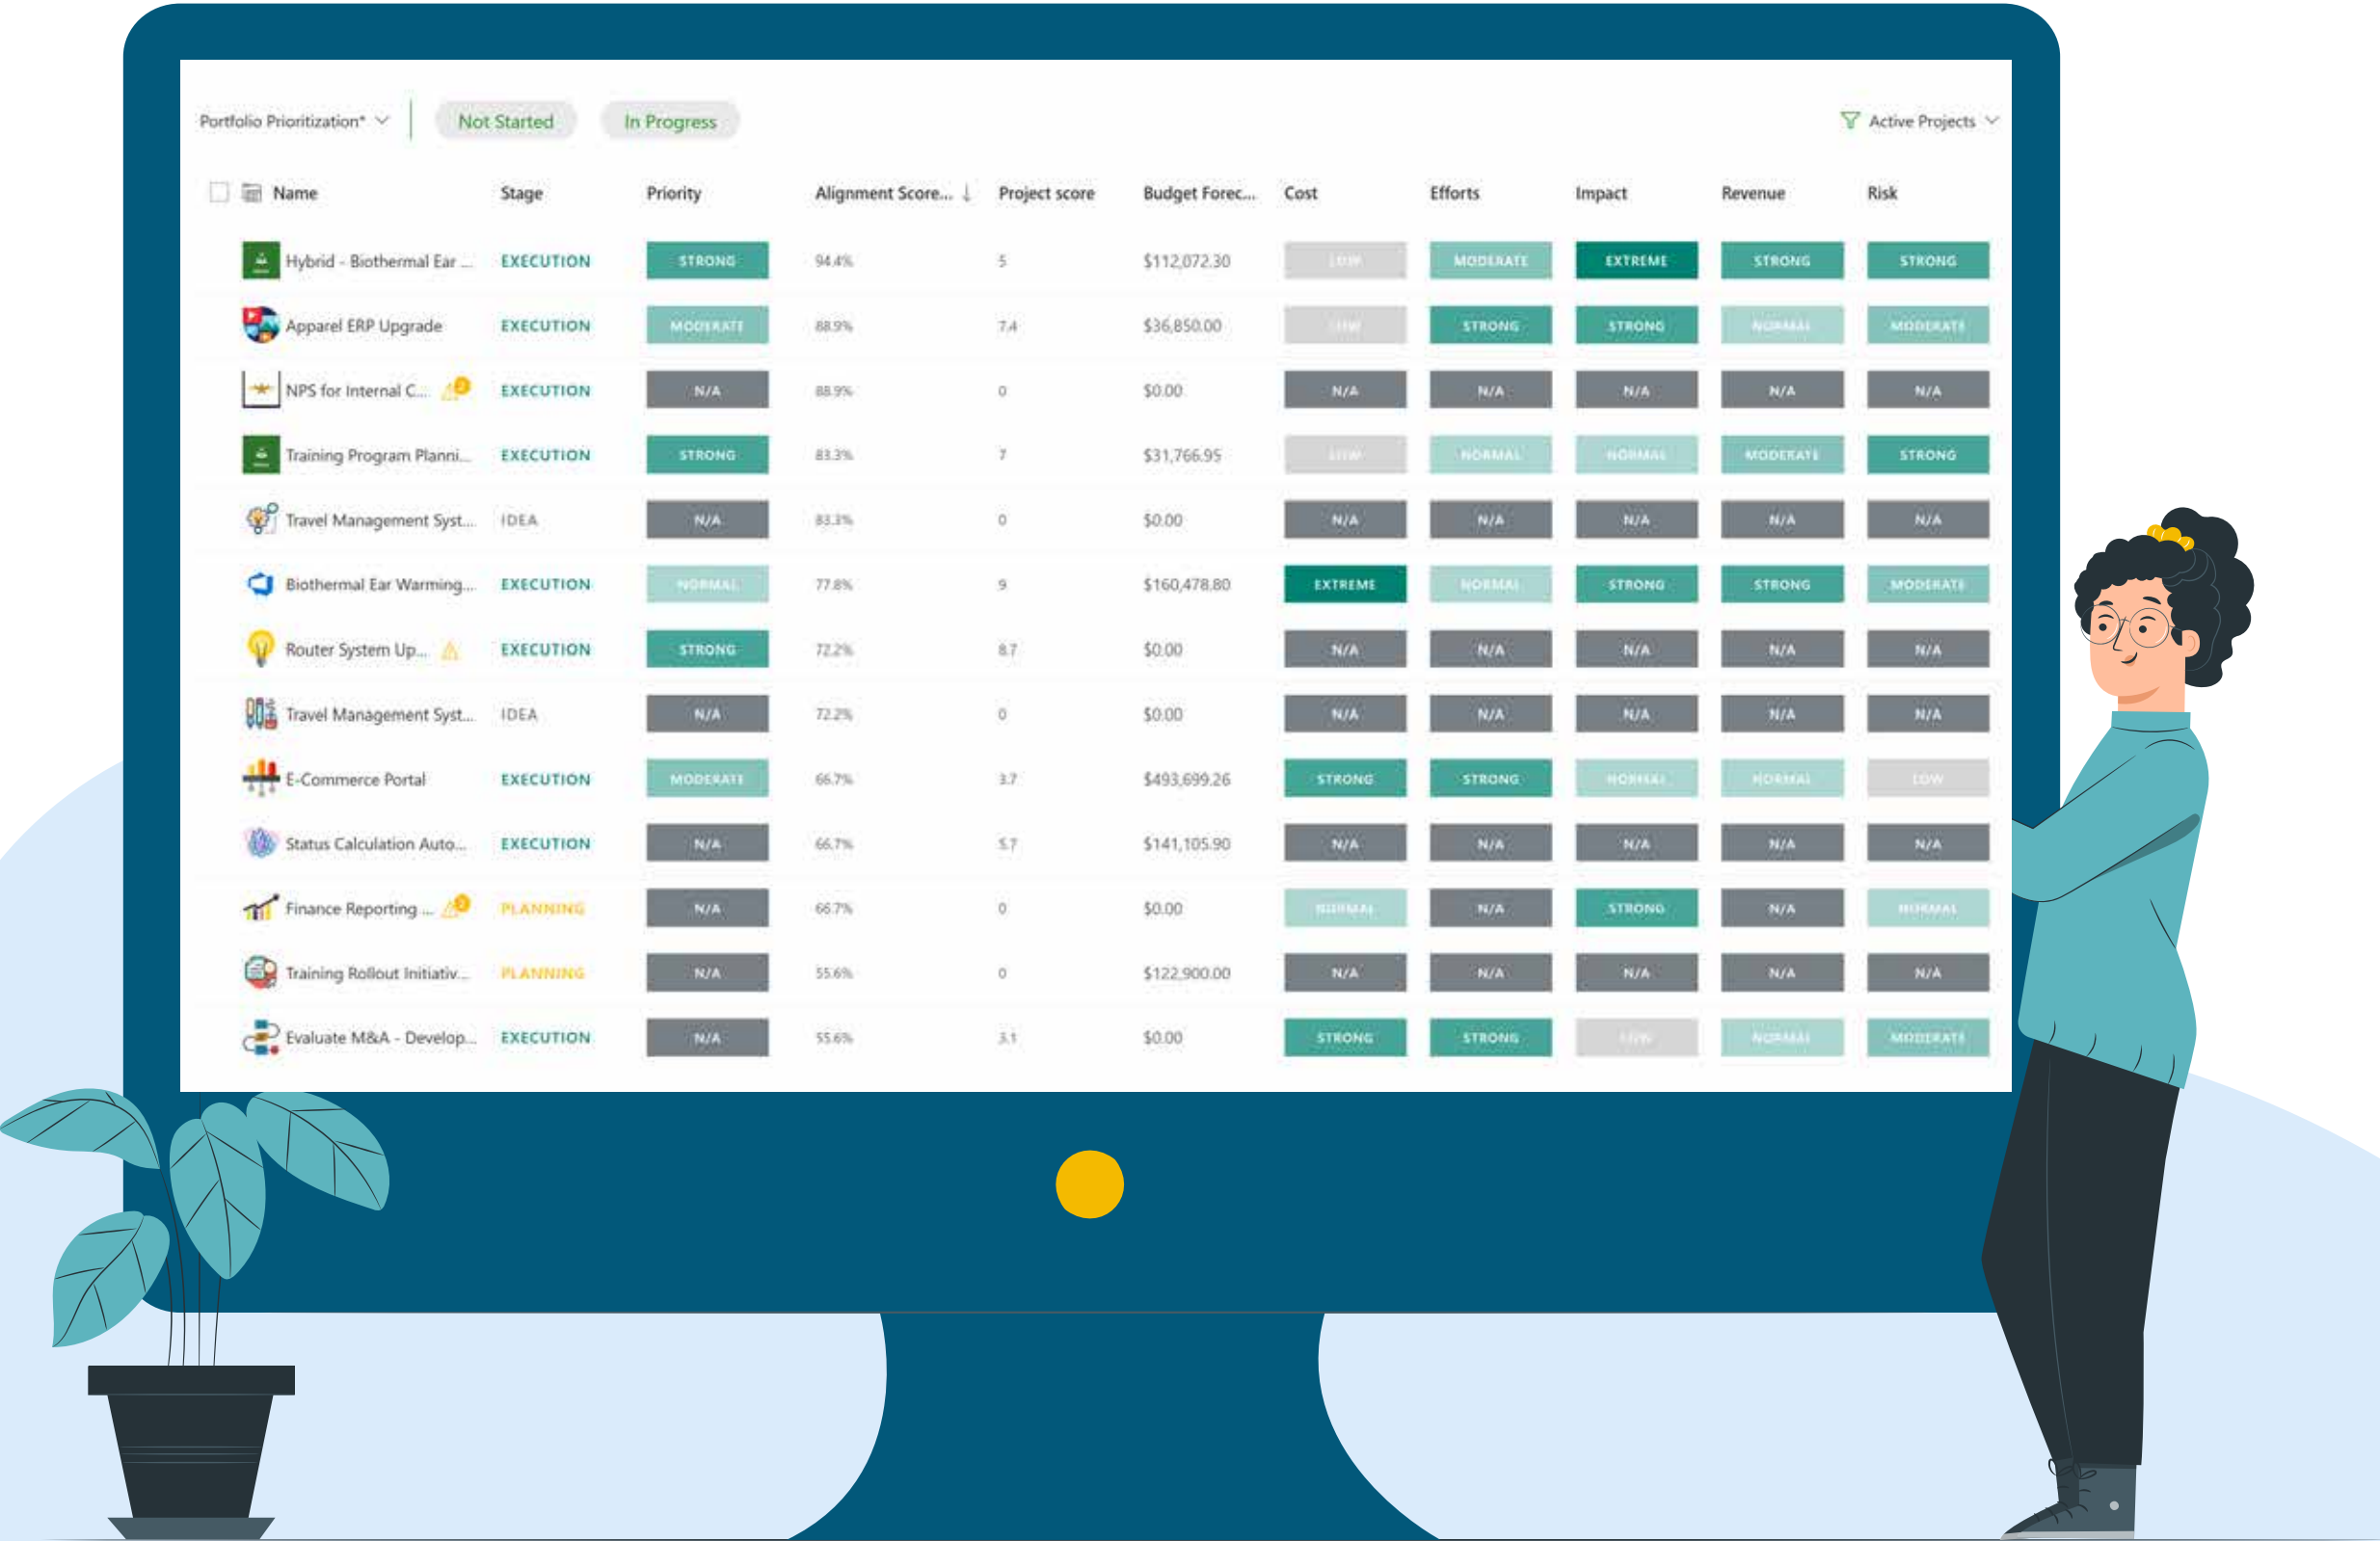 Portfolio Prioritization* Not Started In Progress Active Projects
Name Stage Priority Alignment Score... Project score Budget Forec... Cost Efforts Impact Revenue Risk
Hybrid - Biothermal Ear ... EXECUTION STRONG 94.4% 5 $112,072.30 LOW MODERATE EXTREME STRONG STRONG
Apparel ERP Upgrade EXECUTION MODERATE 88.9% 7.4 $36,850.00 LOW STRONG STRONG NORMAL MODERATE
NPS for Internal C... 2 EXECUTION N/A 88.9% 0 $0.00 N/A N/A N/A N/A N/A
Training Program Planni... EXECUTION STRONG 83.3% 7 $31,766.95 LOW NORMAL NORMAL MODERATE STRONG
Travel Management Syst... IDEA N/A 83.3% 0 $0.00 N/A N/A N/A N/A N/A
Biothermal Ear Warming... EXECUTION NORMAL 77.8% 9 $160,478.80 EXTREME NORMAL STRONG STRONG MODERATE
Router System Up... EXECUTION STRONG 72.2% 8.7 $0.00 N/A N/A N/A N/A N/A
Travel Management Syst... IDEA N/A 72.2% 0 $0.00 N/A N/A N/A N/A N/A
E-Commerce Portal EXECUTION MODERATE 66.7% 3.7 $493,699.26 STRONG STRONG NORMAL NORMAL LOW
Status Calculation Auto... EXECUTION N/A 66.7% 5.7 $141,105.90 N/A N/A N/A N/A N/A
Finance Reporting ... PLANNING N/A 66.7% 0 $0.00 NORMAL N/A STRONG N/A NORMAL
Training Rollout Initiativ... PLANNING N/A 55.6% 0 $122,900.00 N/A N/A N/A N/A N/A
Evaluate M&A - Develop... EXECUTION N/A 55.6% 3.1 $0.00 STRONG STRONG LOW NORMAL MODERATE